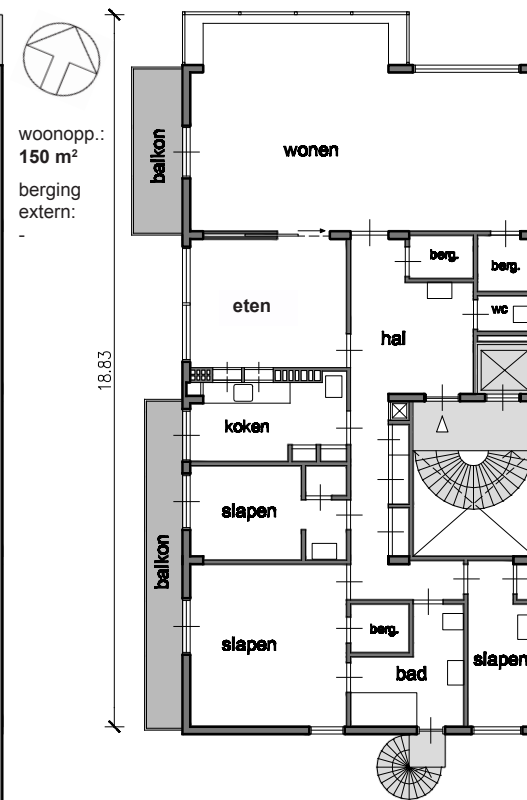 woonopp.:
150 m²
berging
extern:
-
18.83
balkon
wonen
berg.
berg.
eten
wc
hal
koken
slapen
balkon
slapen
berg.
bad
slapen